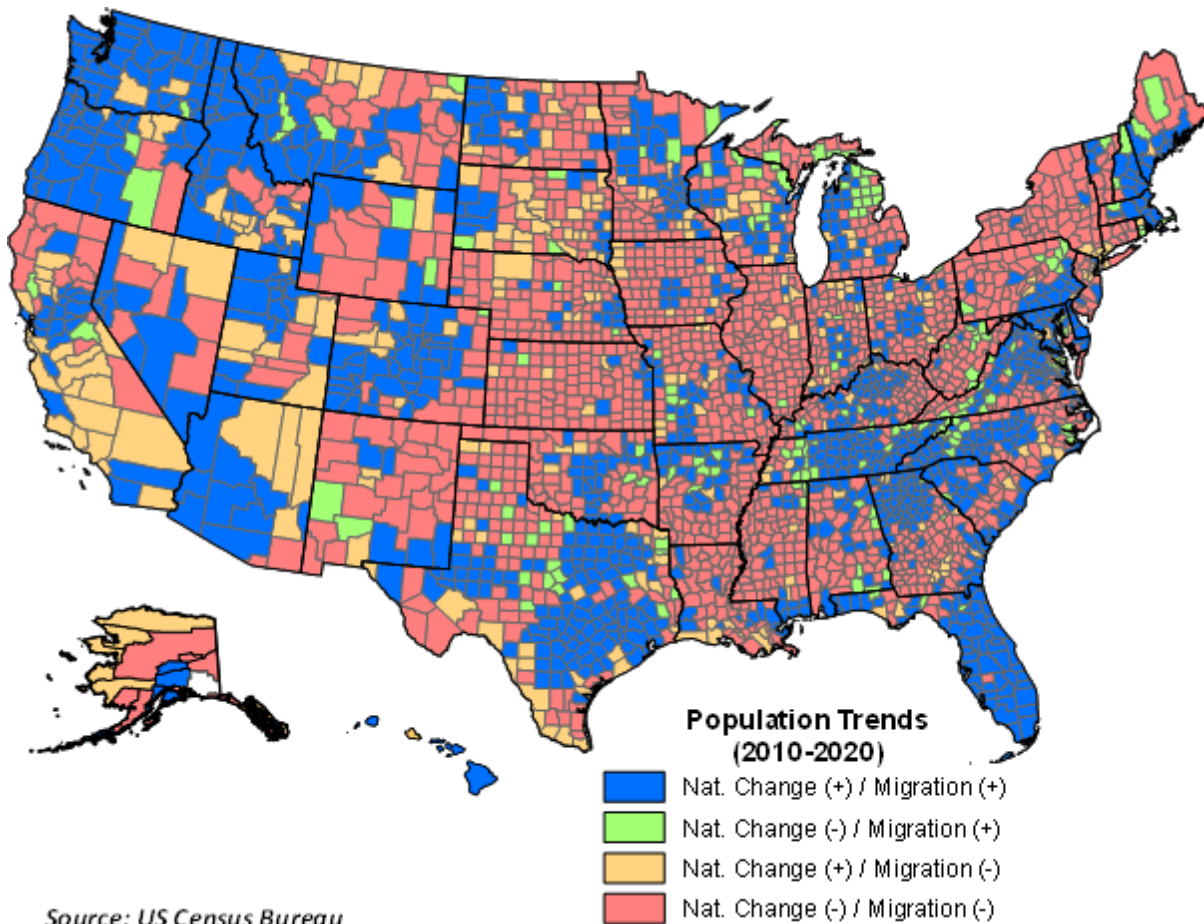 Population Trends
(2010-2020)
Nat. Change (+) / Migration (+)
Nat. Change (-) / Migration (+)
Nat. Change (+) / Migration (-)
Nat. Change (-) / Migration (-)
Source: US Census Bureau